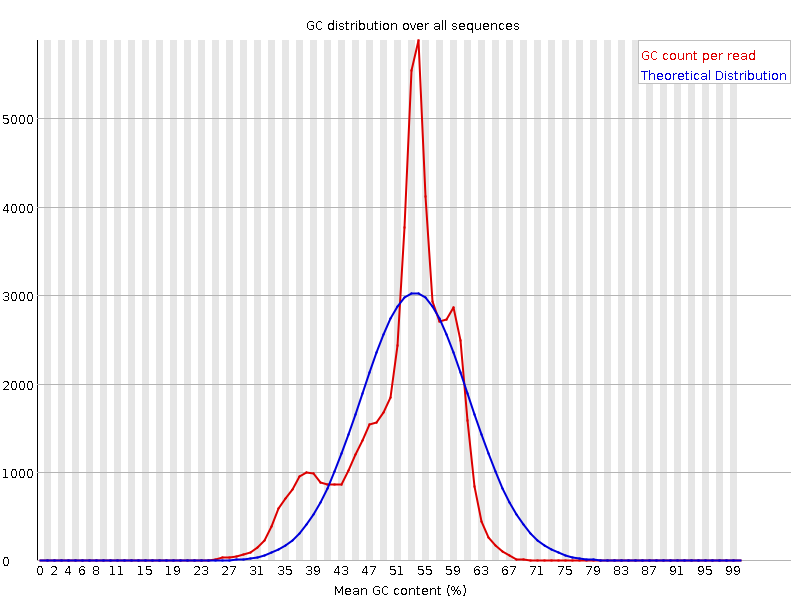 GC distribution over all sequences
GC count per read
Theoretical Distribution
5000
4000
3000
2000
1000
0
0 2 4 6 8 11 15 19 23 27 31 35 39 43 47 51 55 59 63 67 71 75 79 83 87 91 95 99
Mean GC content (%)